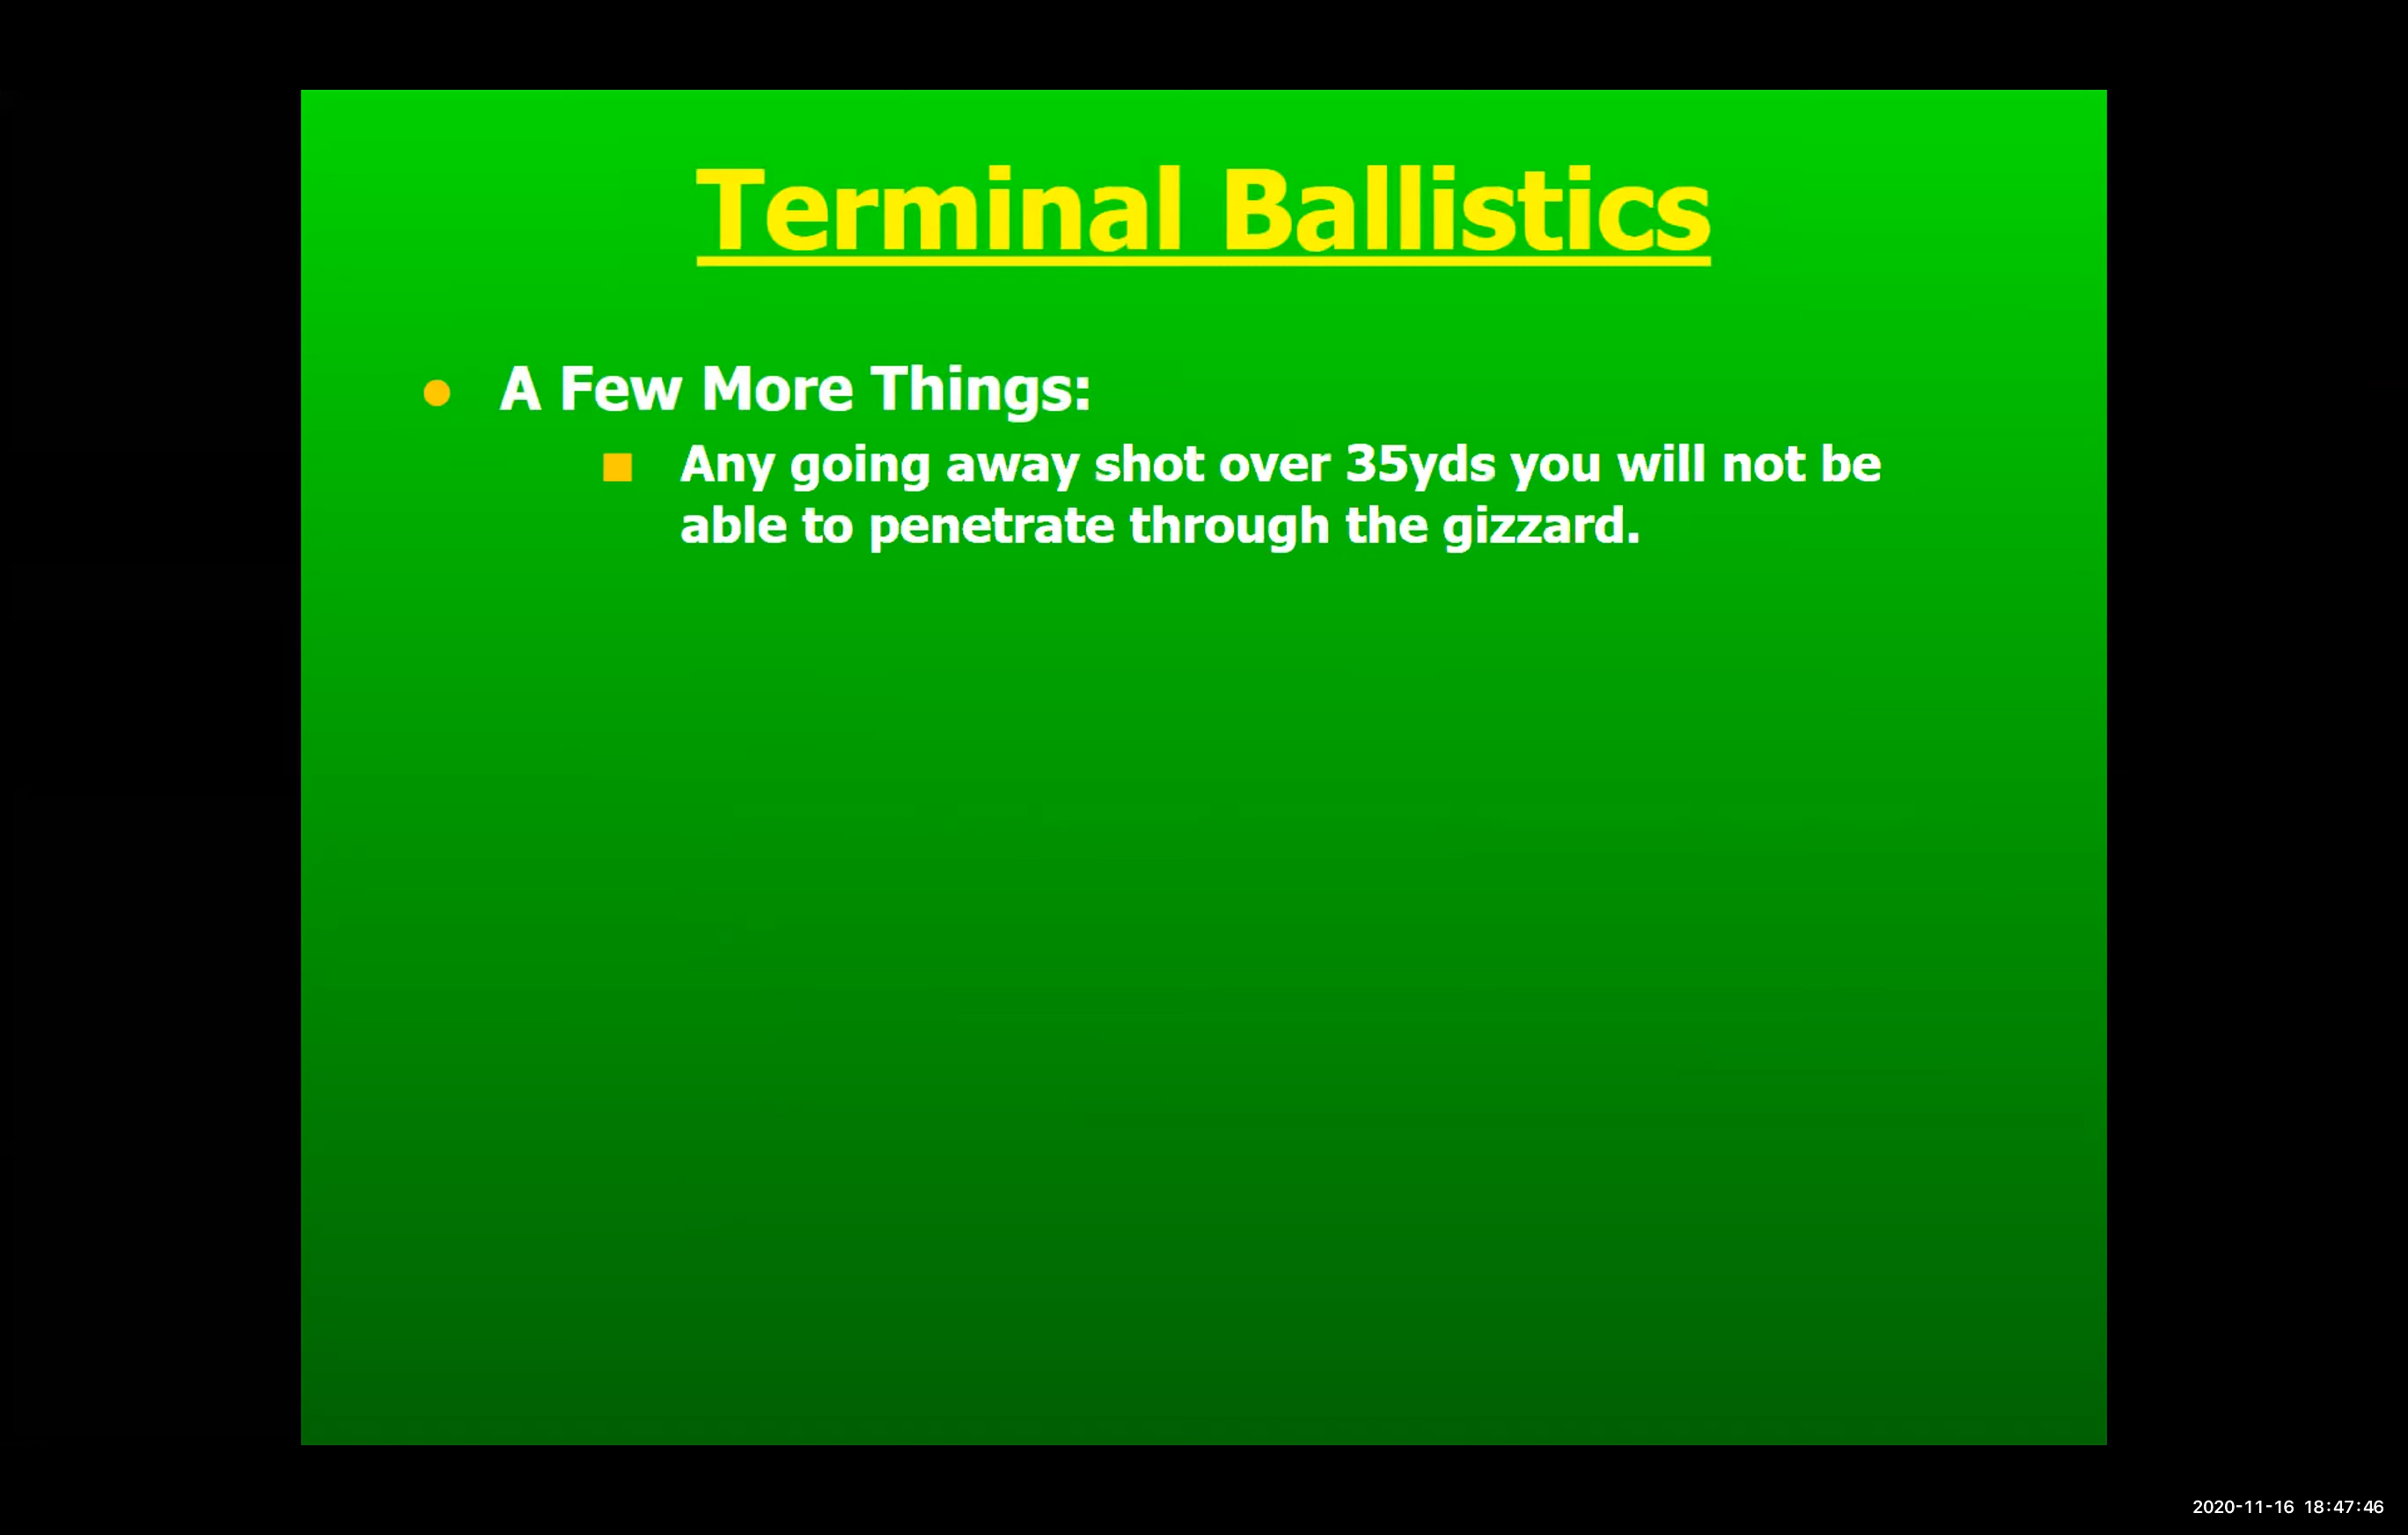 Terminal Ballistics
A Few More Things:
Any going away shot over 35yds you will not be
able to penetrate through the gizzard.
2020-11-16 18:47:46